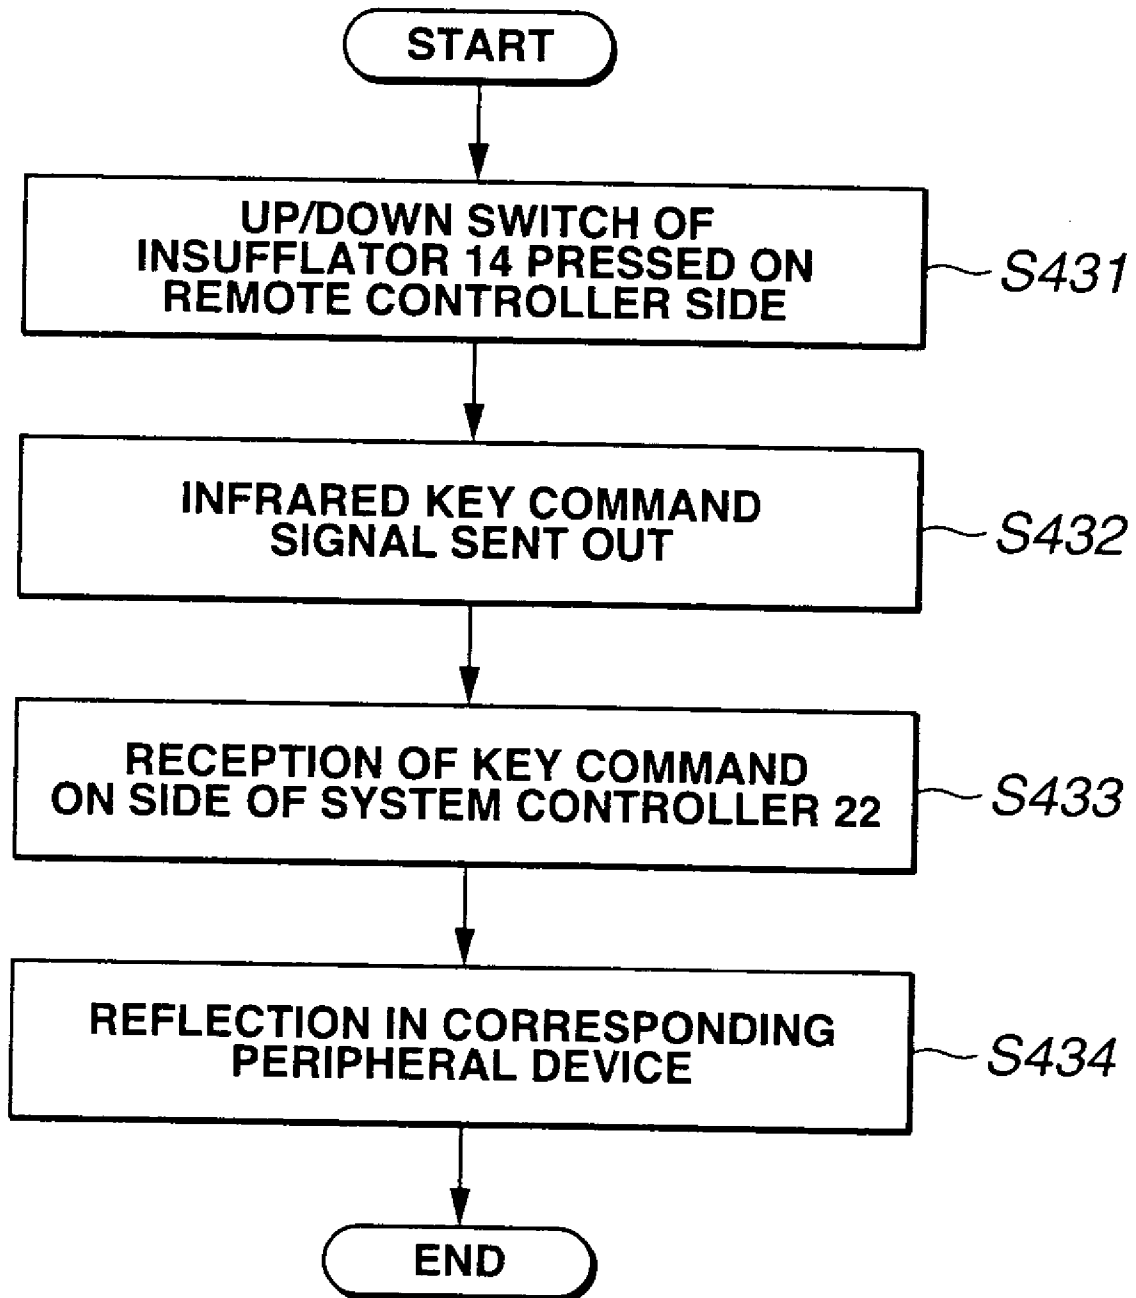 START
UP/DOWN SWITCH OF
INSUFFLATOR 14 PRESSED ON
REMOTE CONTROLLER SIDE
S431
INFRARED KEY COMMAND
SIGNAL SENT OUT
S432
RECEPTION OF KEY COMMAND
ON SIDE OF SYSTEM CONTROLLER 22
S433
REFLECTION IN CORRESPONDING
PERIPHERAL DEVICE
S434
END